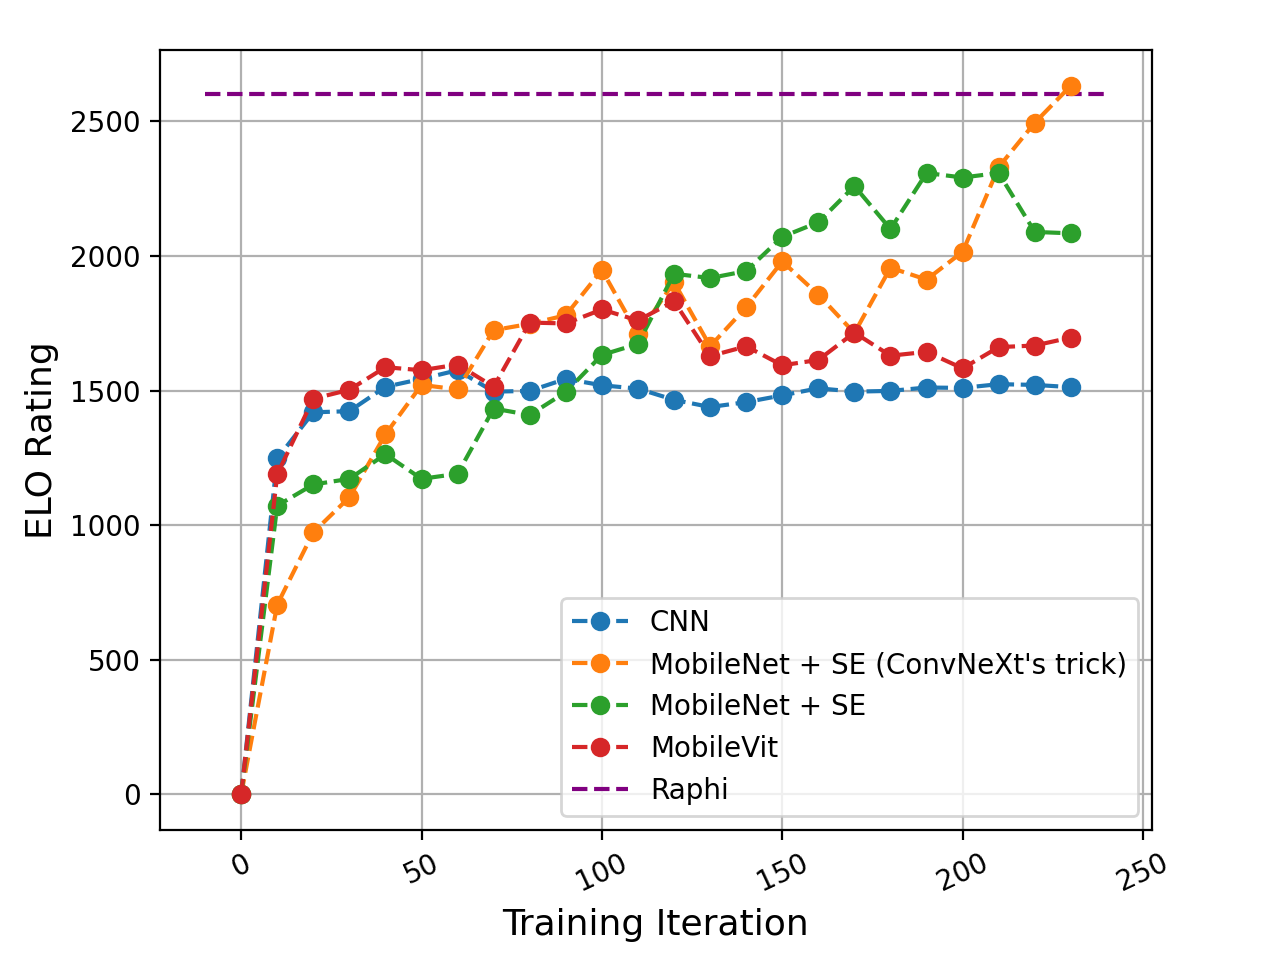 2500
2000
1500
1000
500
0
ELO Rating
CNN
MobileNet + SE (ConvNeXt's trick)
MobileNet + SE
MobileVit
Raphi
0
50
100
150
200
250
Training Iteration